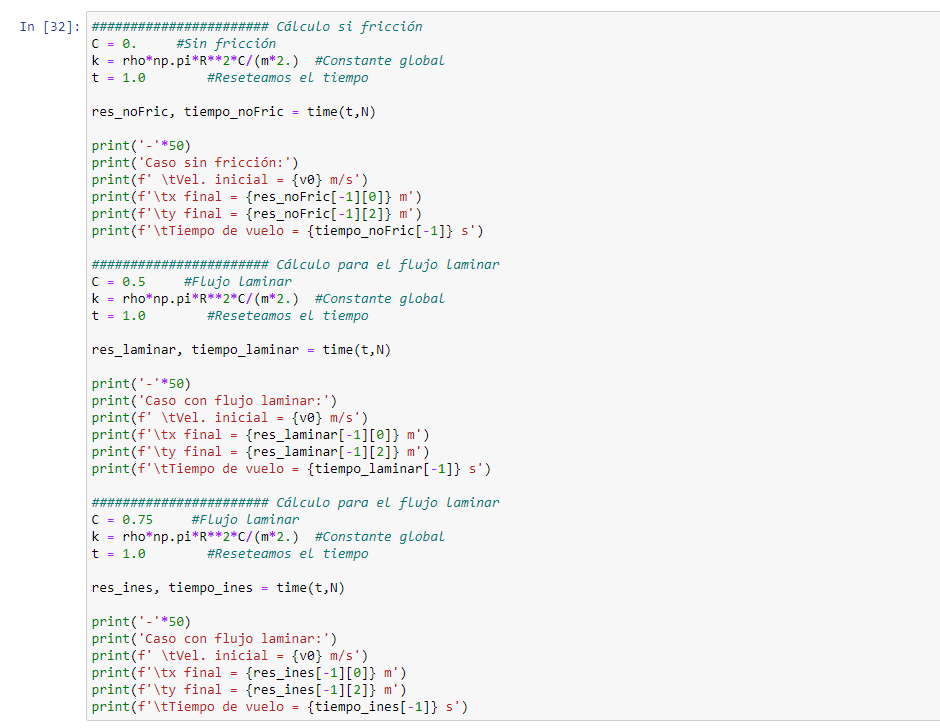 In [32]: ####################### Cálculo si fricción
C = 0.     #Sin fricción
k = rho*np.pi*R**2*C/(m*2.)  #Constante global
t = 1.0        #Reseteamos el tiempo
res_noFric, tiempo_noFric = time(t,N)
print('-'*50)
print('Caso sin fricción:')
print(f' \tVel. inicial = {v0} m/s')
print(f'\tx final = {res_noFric[-1][0]} m')
print(f'\ty final = {res_noFric[-1][2]} m')
print(f'\tTiempo de vuelo = {tiempo_noFric[-1]} s')
####################### Cálculo para el flujo laminar
C = 0.5     #Flujo laminar
k = rho*np.pi*R**2*C/(m*2.)  #Constante global
t = 1.0        #Reseteamos el tiempo
res_laminar, tiempo_laminar = time(t,N)
print('-'*50)
print('Caso con flujo laminar:')
print(f' \tVel. inicial = {v0} m/s')
print(f'\tx final = {res_laminar[-1][0]} m')
print(f'\ty final = {res_laminar[-1][2]} m')
print(f'\tTiempo de vuelo = {tiempo_laminar[-1]} s')
####################### Cálculo para el flujo laminar
C = 0.75     #Flujo laminar
k = rho*np.pi*R**2*C/(m*2.)  #Constante global
t = 1.0        #Reseteamos el tiempo
res_ines, tiempo_ines = time(t,N)
print('-'*50)
print('Caso con flujo laminar:')
print(f' \tVel. inicial = {v0} m/s')
print(f'\tx final = {res_ines[-1][0]} m')
print(f'\ty final = {res_ines[-1][2]} m')
print(f'\tTiempo de vuelo = {tiempo_ines[-1]} s')